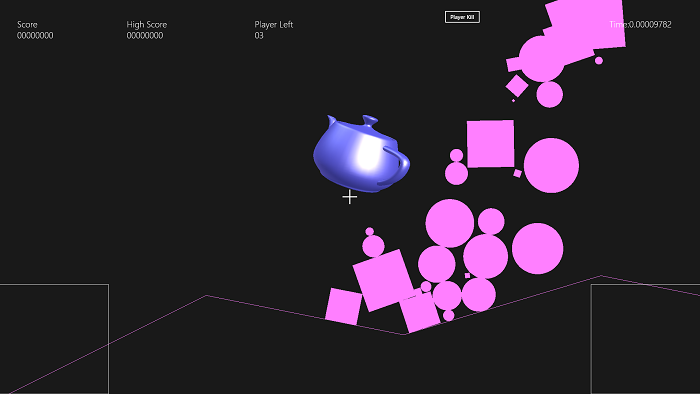 Score
00000000
High Score
00000000
Player Left
03
Player Kill
Time:0.00009782